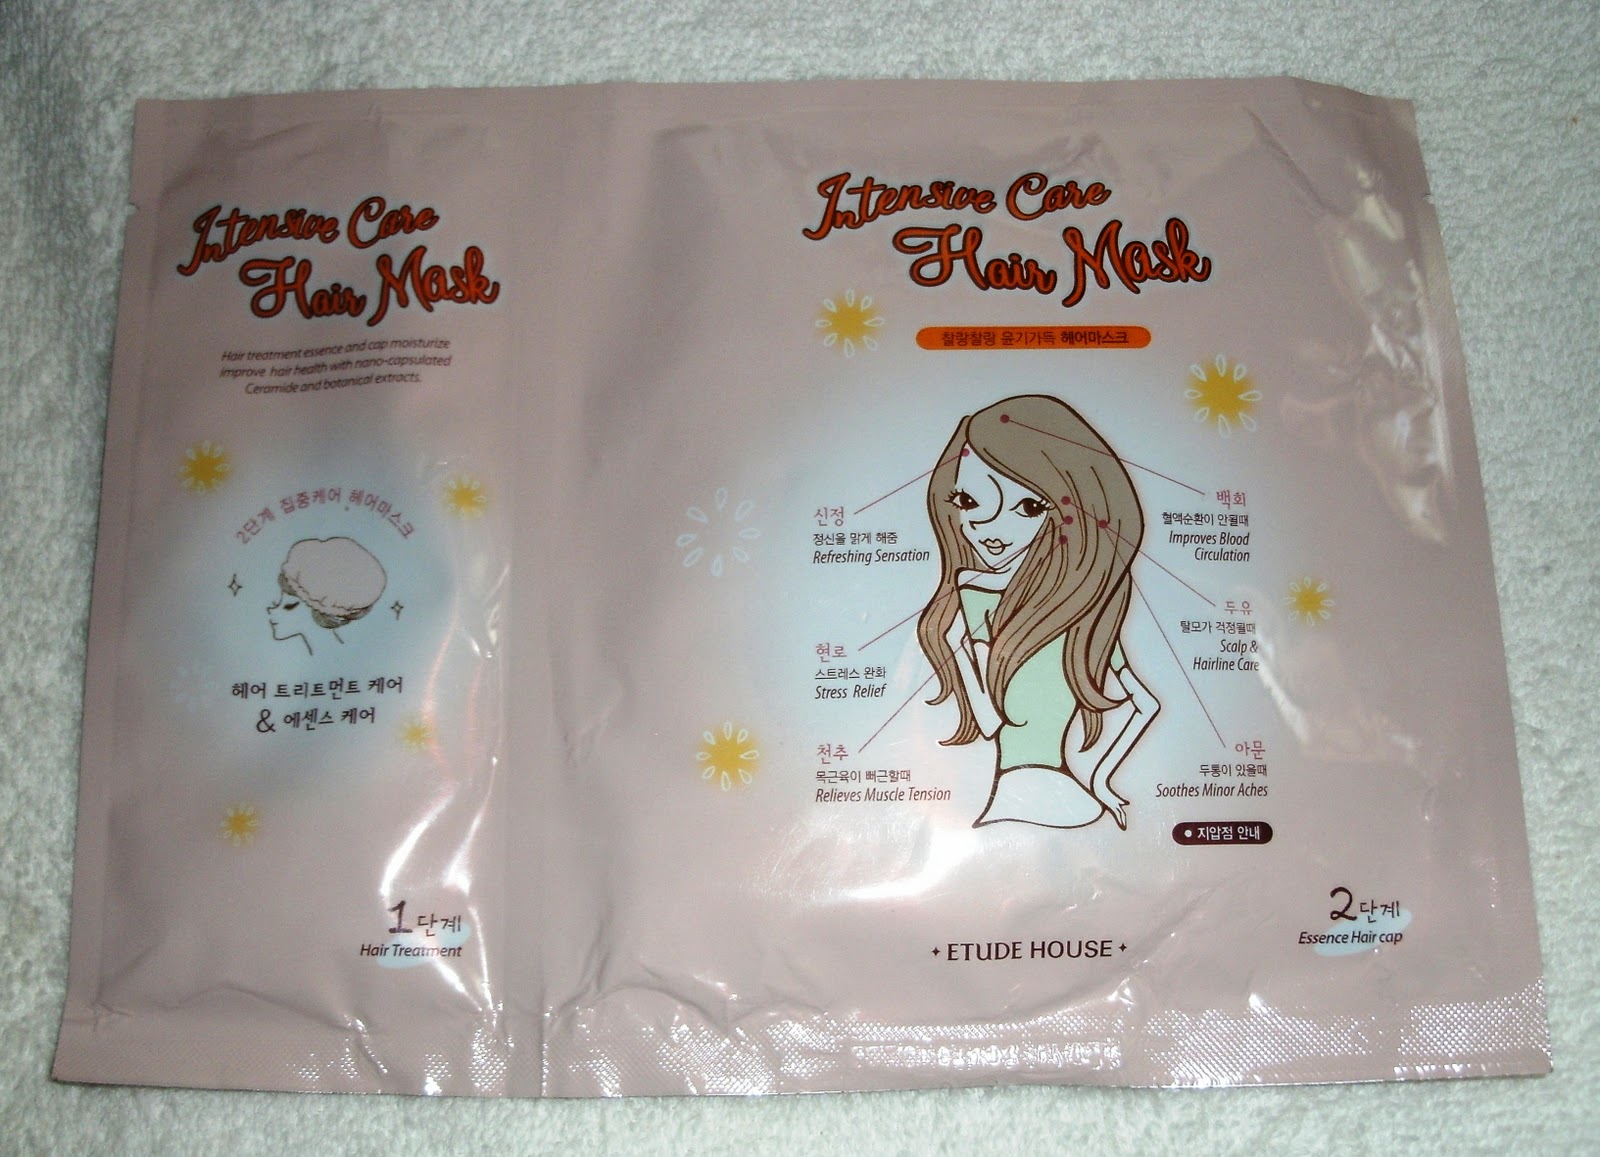 Intensive Care
Hair Mask
Hair treatment essence and cap moisturize
improve hair health with nano-capsulated
Ceramide and botanical extracts.
2단계 집중케어 헤어마스크
헤어 트리트먼트 케어
& 에센스 케어
1단계
Hair Treatment
Intensive Care
Hair Mask
찰랑찰랑 윤기가득 헤어마스크
신정
정신을 맑게 해줌
Refreshing Sensation
현로
스트레스 완화
Stress Relief
천추
목근육이 뻐근할때
Relieves Muscle Tension
백회
혈액순환이 안될때
Improves Blood
Circulation
두유
탈모가 걱정될때
Scalp &
Hairline Care
아문
두통이 있을때
Soothes Minor Aches
• 지압점 안내
2단계
Essence Hair cap
ETUDE HOUSE